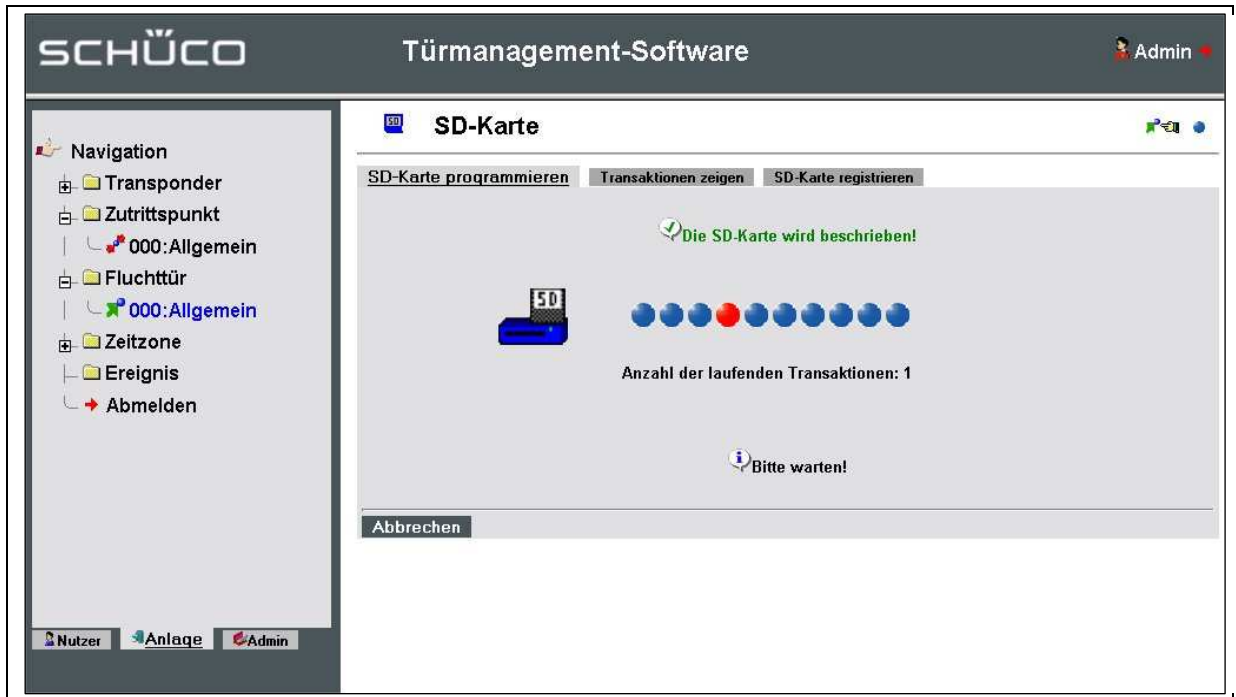 SCHÜCO
Türmanagement-Software
Admin
Navigation
Transponder
Zutrittspunkt
000:Allgemein
Fluchttür
000:Allgemein
Zeitzone
Ereignis
Abmelden
Nutzer Anlage Admin
SD
SD-Karte
SD-Karte programmieren Transaktionen zeigen SD-Karte registrieren
Die SD-Karte wird beschrieben!
SD
Anzahl der laufenden Transaktionen: 1
Bitte warten!
Abbrechen